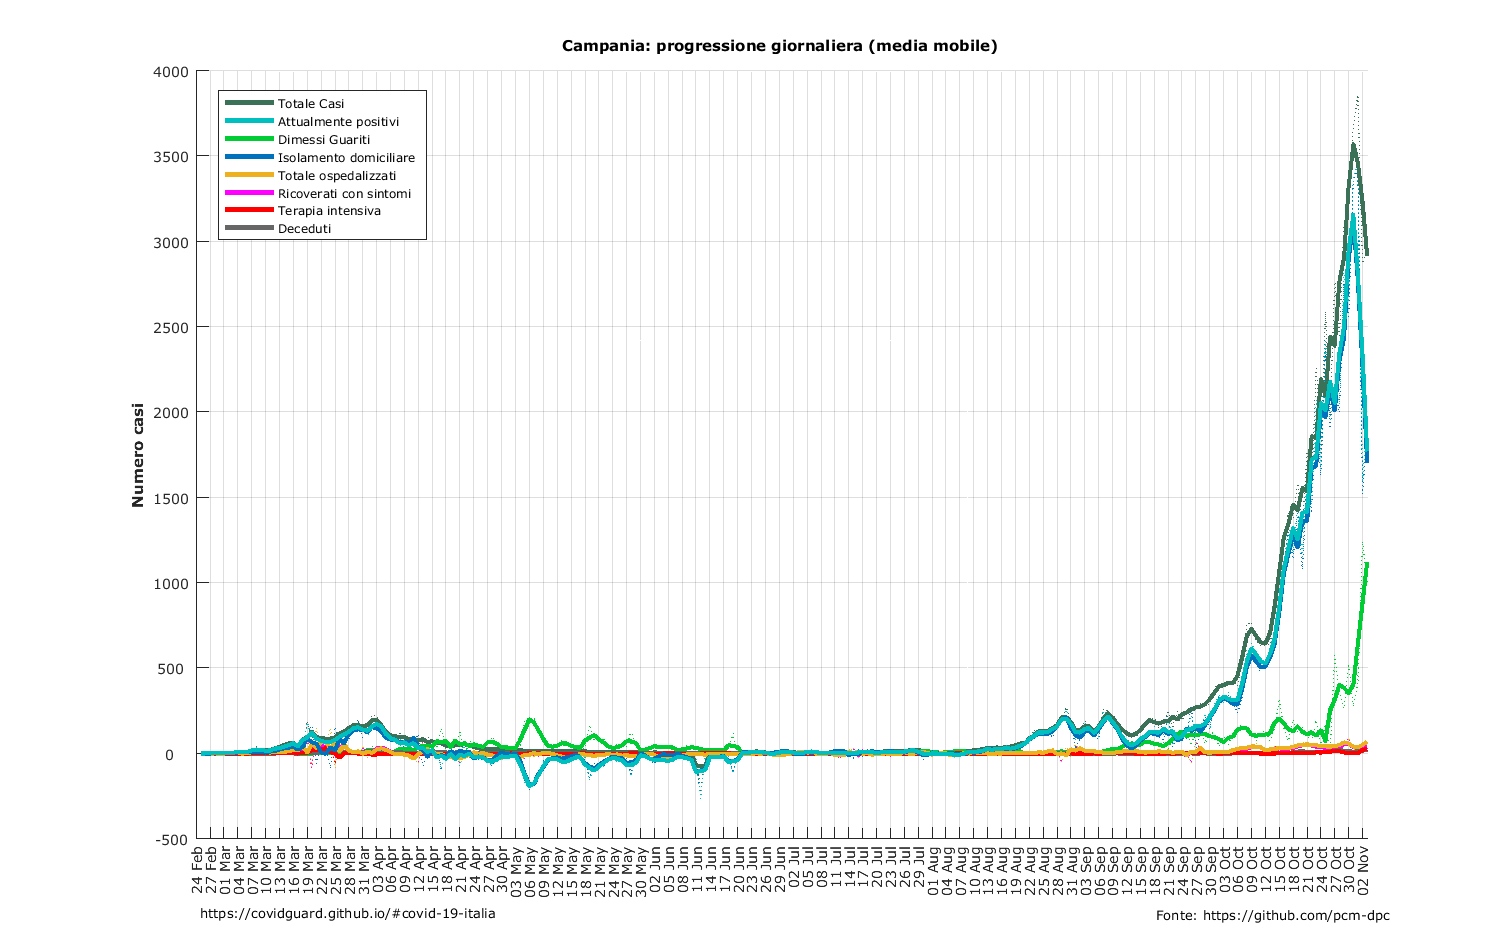 Campania: progressione giornaliera (media mobile)
4000
3500
3000
2500
2000
1500
1000
500
0
-500
Numero casi
Totale Casi
Attualmente positivi
Dimessi Guariti
Isolamento domiciliare
Totale ospedalizzati
Ricoverati con sintomi
Terapia intensiva
Deceduti
24 Feb
27 Feb
01 Mar
04 Mar
07 Mar
10 Mar
13 Mar
16 Mar
19 Mar
22 Mar
25 Mar
28 Mar
31 Mar
03 Apr
06 Apr
09 Apr
12 Apr
15 Apr
18 Apr
21 Apr
24 Apr
27 Apr
30 Apr
03 May
06 May
09 May
12 May
15 May
18 May
21 May
24 May
27 May
30 May
02 Jun
05 Jun
08 Jun
11 Jun
14 Jun
17 Jun
20 Jun
23 Jun
26 Jun
29 Jun
02 Jul
05 Jul
08 Jul
11 Jul
14 Jul
17 Jul
20 Jul
23 Jul
26 Jul
29 Jul
01 Aug
04 Aug
07 Aug
10 Aug
13 Aug
16 Aug
19 Aug
22 Aug
25 Aug
28 Aug
31 Aug
03 Sep
06 Sep
09 Sep
12 Sep
15 Sep
18 Sep
21 Sep
24 Sep
27 Sep
30 Sep
03 Oct
06 Oct
09 Oct
12 Oct
15 Oct
18 Oct
21 Oct
24 Oct
27 Oct
30 Oct
02 Nov
https://covidguard.github.io/#covid-19-italia
Fonte: https://github.com/pcm-dpc